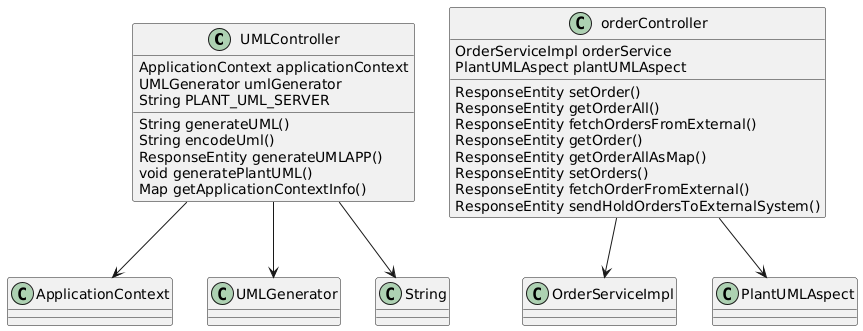 C UMLController
ApplicationContext applicationContext
UMLGenerator umlGenerator
String PLANT_UML_SERVER
String generateUML()
String encodeUml()
ResponseEntity generateUMLAPP()
void generatePlantUML()
Map getApplicationContextInfo()
C orderController
OrderServiceImpl orderService
PlantUMLAspect plantUMLAspect
ResponseEntity setOrder()
ResponseEntity getOrderAll()
ResponseEntity fetchOrdersFromExternal()
ResponseEntity getOrder()
ResponseEntity getOrderAllAsMap()
ResponseEntity setOrders()
ResponseEntity fetchOrderFromExternal()
ResponseEntity sendHoldOrdersToExternalSystem()
C ApplicationContext
C UMLGenerator
C String
C OrderServiceImpl
C PlantUMLAspect